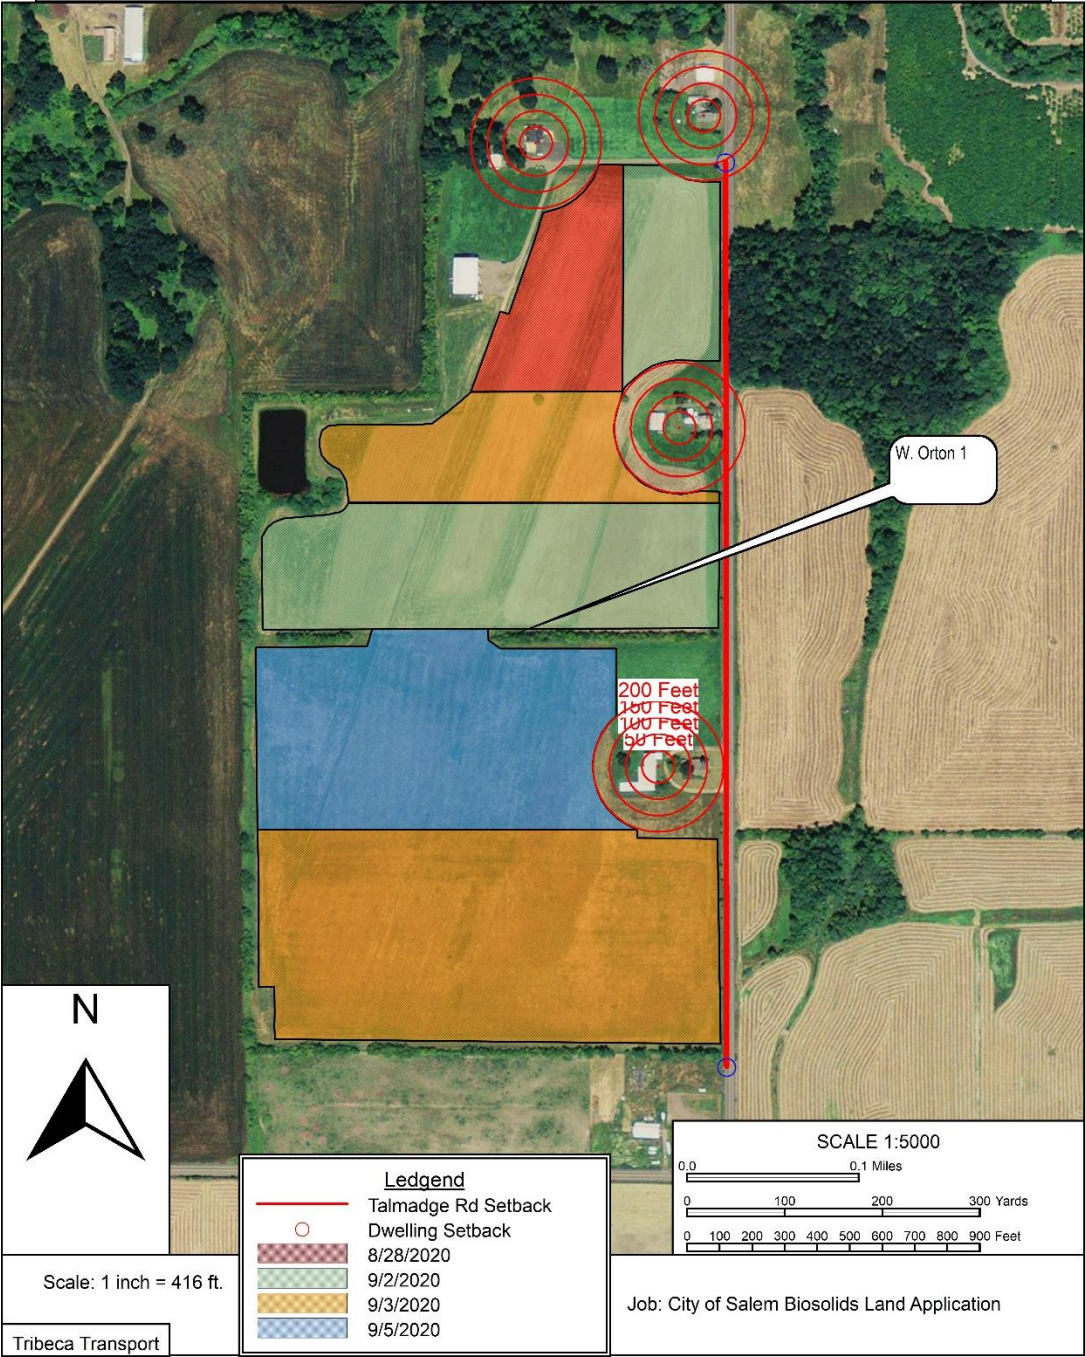 W. Orton 1
200 Feet
150 Feet
100 Feet
50 Feet
N
SCALE 1:5000
0.0 0.1 Miles
0 100 200 300 Yards
0 100 200 300 400 500 600 700 800 900 Feet
Ledgend
Talmadge Rd Setback
Dwelling Setback
8/28/2020
9/2/2020
9/3/2020
9/5/2020
Scale: 1 inch = 416 ft.
Job: City of Salem Biosolids Land Application
Tribeca Transport